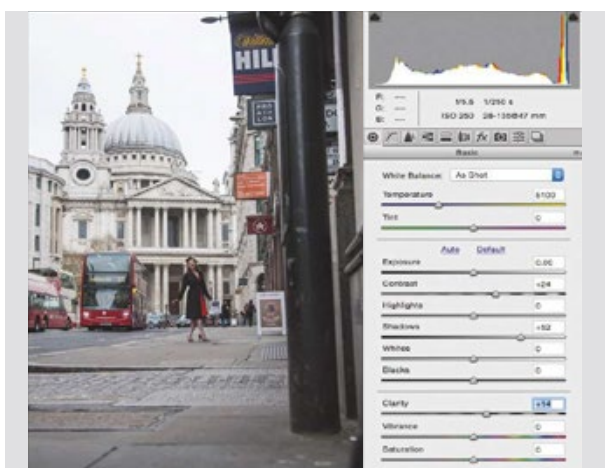 HILL
R: ---
G: ---
B: ---
f/5.6 1/250 s
ISO 250 28-135@47 mm
Basic
White Balance: As Shot
Temperature 5100
Tint 0
Auto Default
Exposure 0.00
Contrast +24
Highlights 0
Shadows +52
Whites 0
Blacks 0
Clarity +14
Vibrance 0
Saturation 0